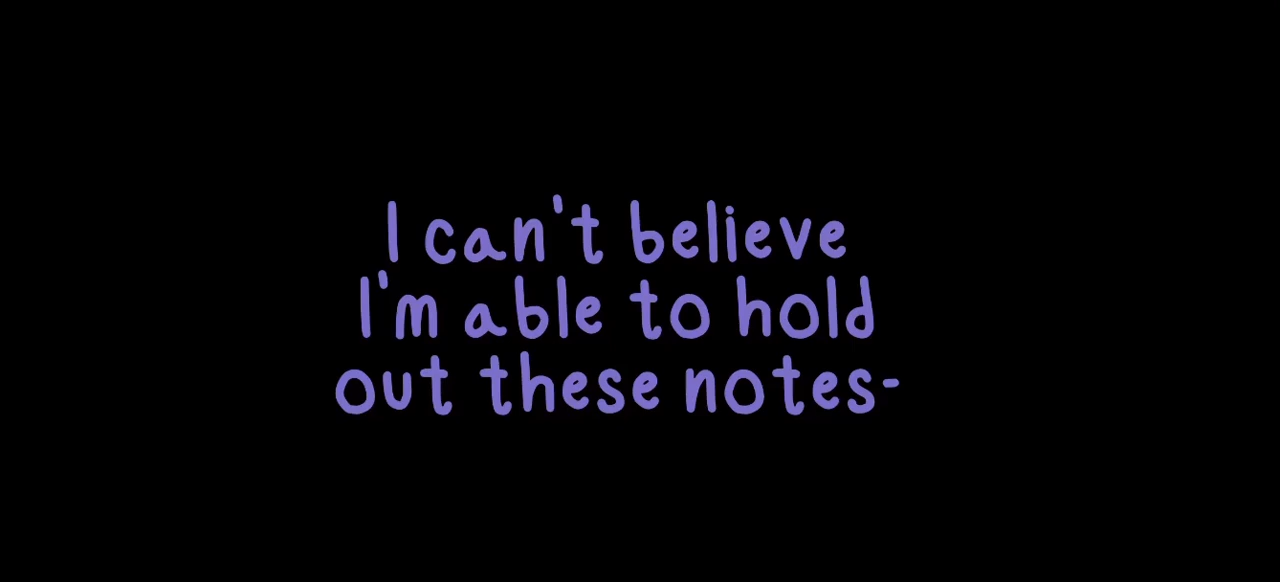 I can't believe
I'm able to hold
out these notes-